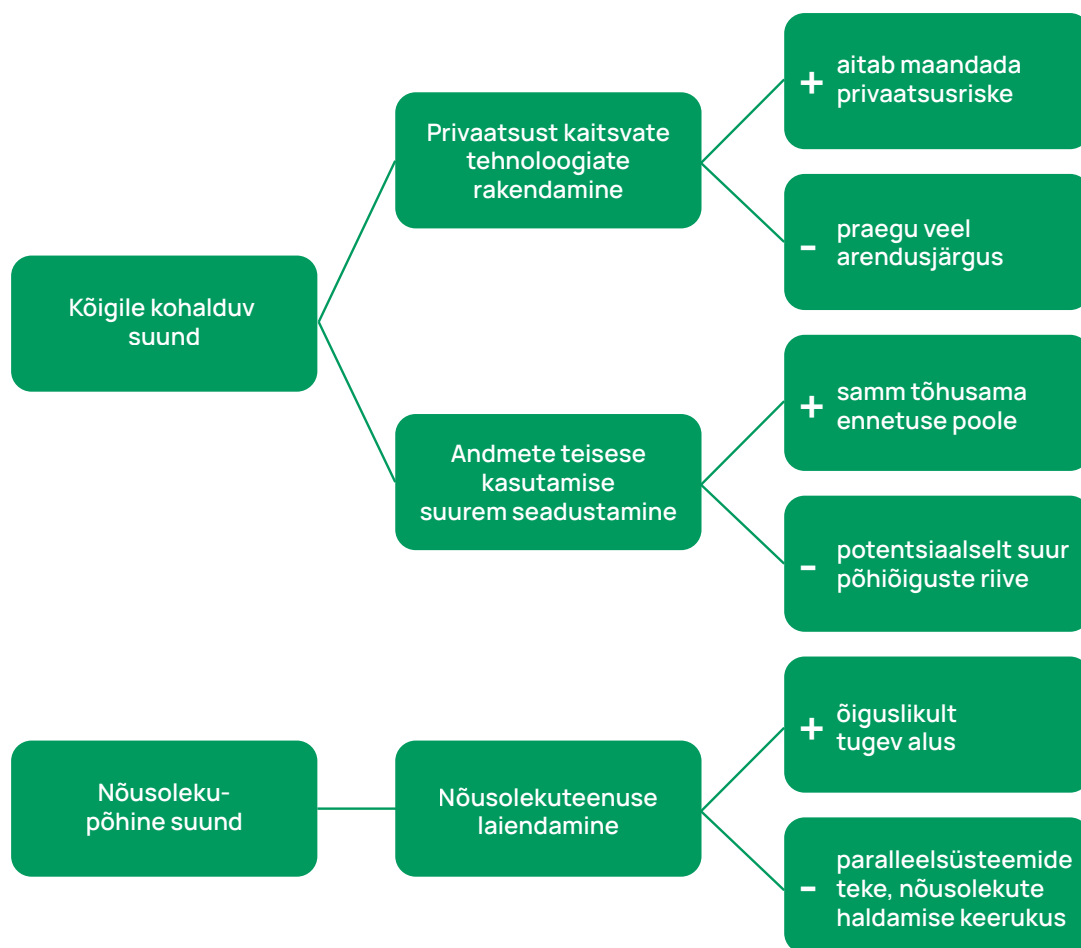 Kõigile kohalduv
suund
Privaatsust kaitsvate
tehnoloogiate
rakendamine
+ aitab maandada
privaatsusriske
- praegu veel
arendusjärgus
Andmete teisese
kasutamise
suurem seadustamine
+ samm tõhusama
ennetuse poole
- potentsiaalselt suur
põhiõiguste riive
Nõusoleku-
põhine suund
Nõusolekuteenuse
laiendamine
+ õiguslikult
tugev alus
- paralleelsüsteemide
teke, nõusolekute
haldamise keerukus